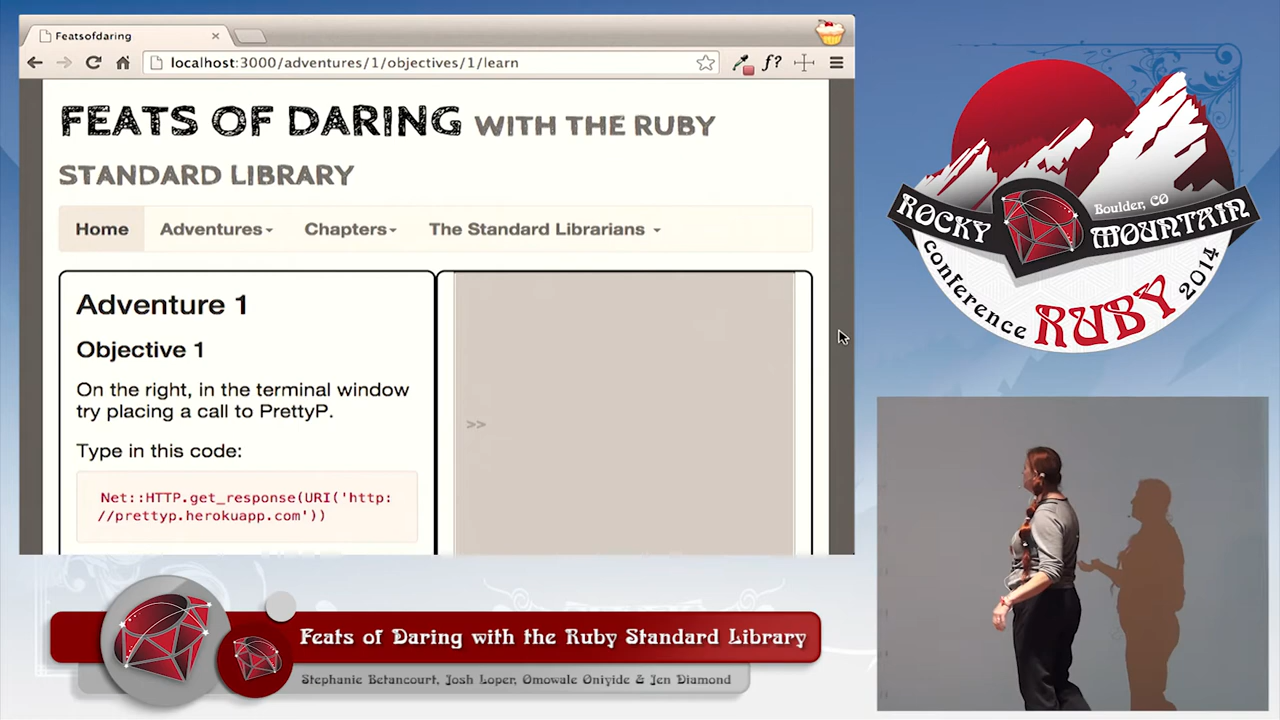 Featsofdaring
localhost:3000/adventures/1/objectives/1/learn
f?
FEATS OF DARING WITH THE RUBY
STANDARD LIBRARY
Home Adventures Chapters The Standard Librarians
Adventure 1
Objective 1
On the right, in the terminal window
try placing a call to PrettyP.
Type in this code:
Net::HTTP.get_response(URI('http:
//prettyp.herokuapp.com'))
>>
Boulder, CO
ROCKY MOUNTAIN
conference RUBY 2014
Feats of Daring with the Ruby Standard Library
Stephanie Betancourt, Josh Loper, Omowale Oniyide & Jen Diamond